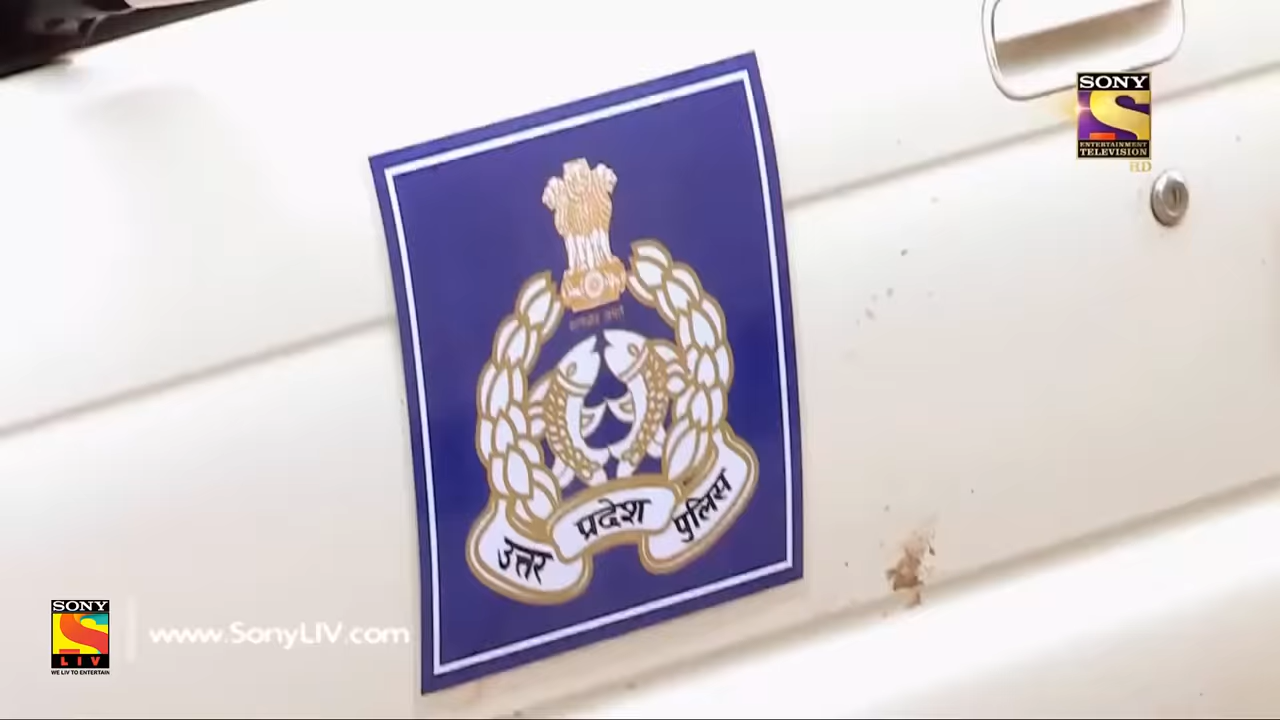 SONY
ENTERTAINMENT
TELEVISION
HD
उत्तर प्रदेश पुलिस
SONY
LIV
WE LIV TO ENTERTAIN
www.SonyLIV.com